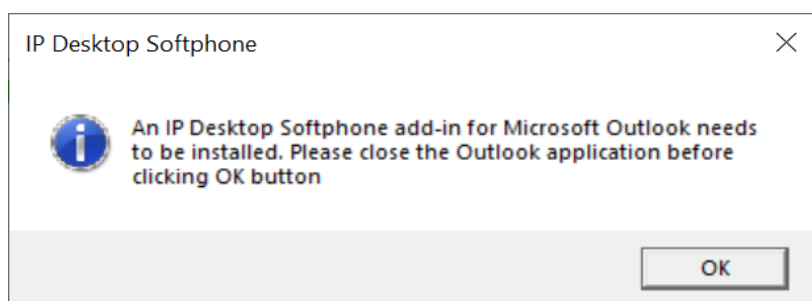 IP Desktop Softphone
An IP Desktop Softphone add-in for Microsoft Outlook needs
to be installed. Please close the Outlook application before
clicking OK button
OK